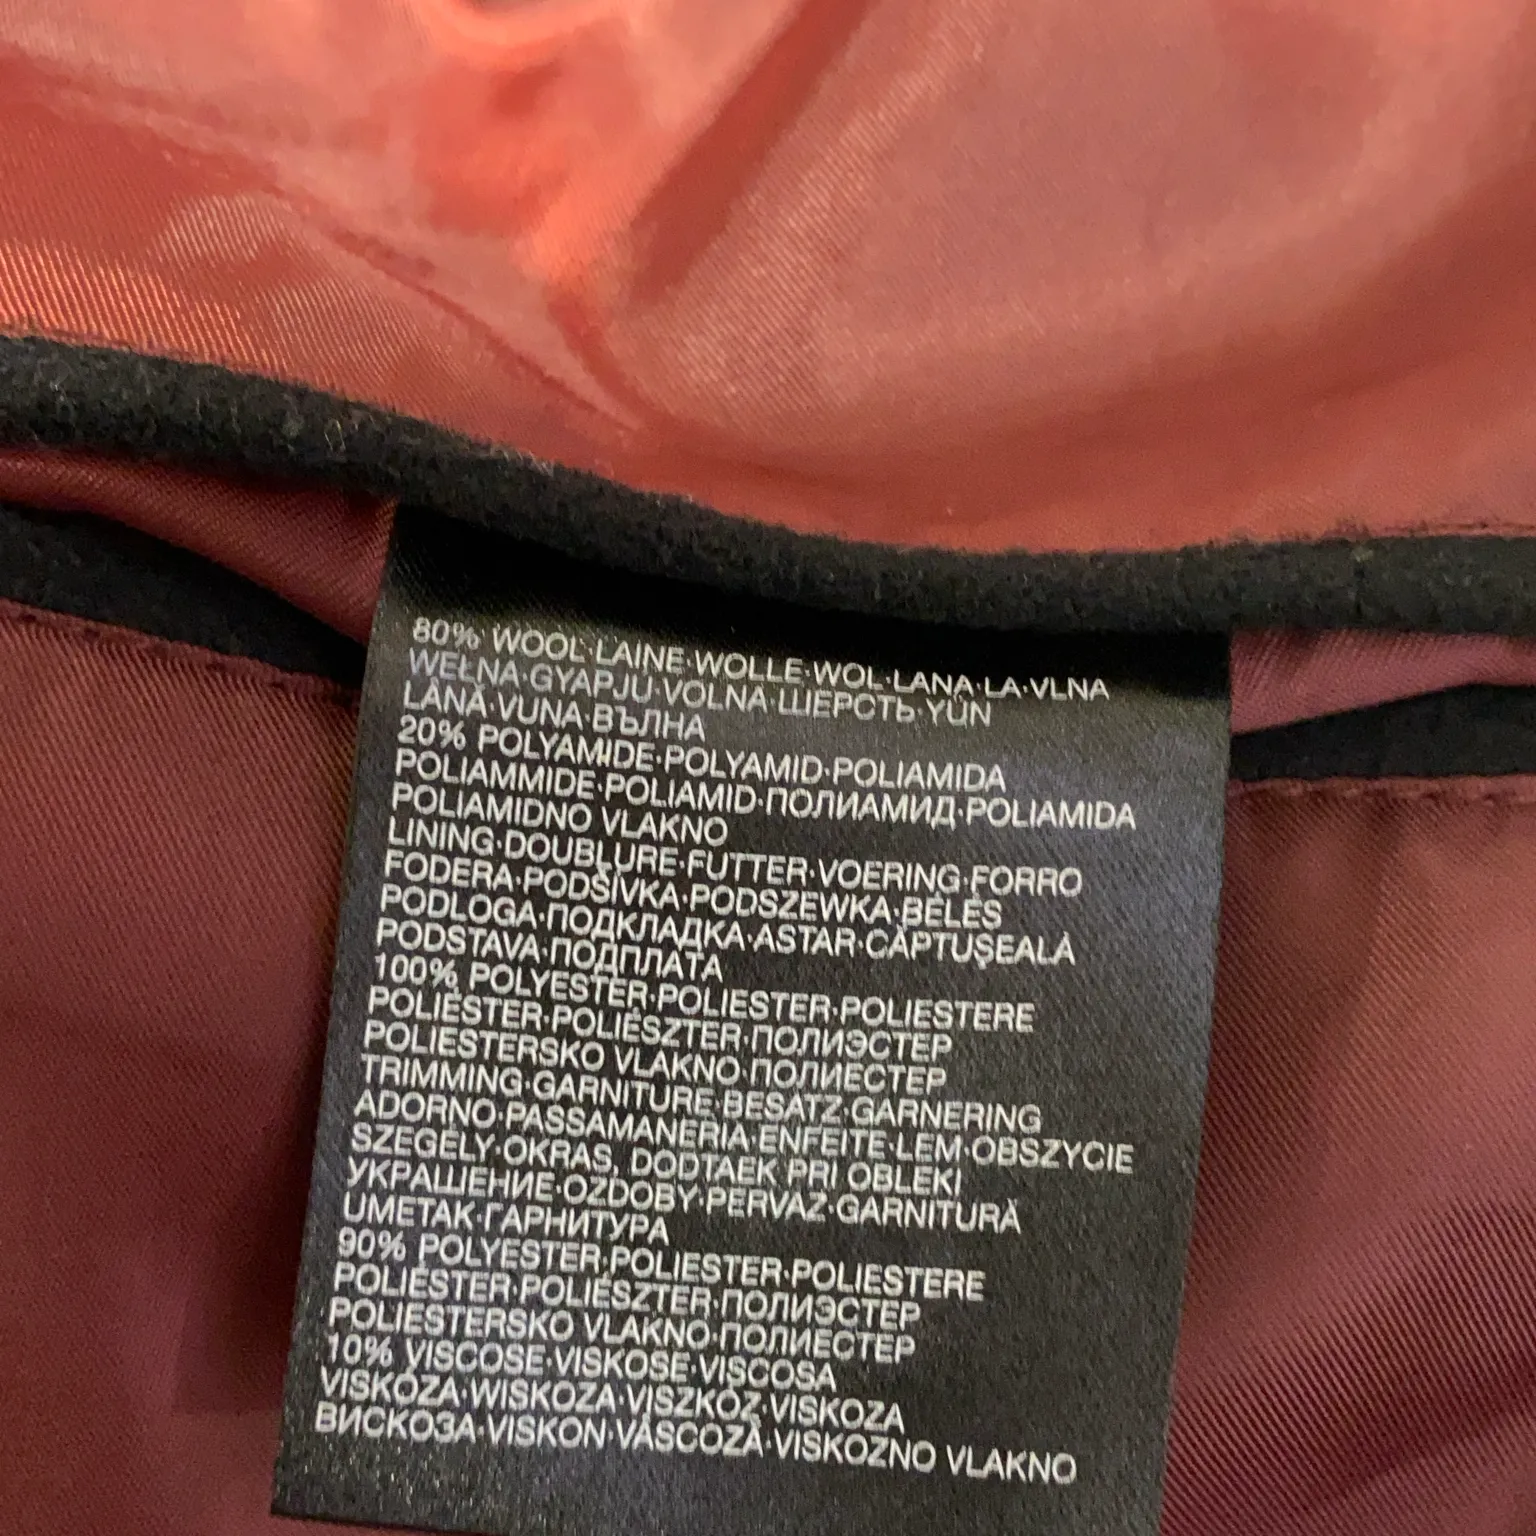 80% WOOL·LAINE·WOLLE·WOL·LANA·LA·VLNA
WEŁNA·GYAPJÚ·VOLNA·ШЕРСТЬ·YÜN
LÂNĂ·VUNA·ВЪЛНА
20% POLYAMIDE·POLYAMID·POLIAMIDA
POLIAMMIDE·POLIAMID·ПОЛИАМИД·POLIAMIDA
POLIAMIDNO VLAKNO
LINING·DOUBLURE·FUTTER·VOERING·FORRO
FODERA·PODŠÍVKA·PODSZEWKA·BÉLÉS
PODLOGA·ПОДКЛАДКА·ASTAR·CĂPTUŞEALĂ
PODSTAVA·ПОДПЛАТА
100% POLYESTER·POLIESTER·POLIESTERE
POLIÉSTER·POLIÉSZTER·ПОЛИЭСТЕР
POLIESTERSKO VLAKNO·ПОЛИЕСТЕР
TRIMMING·GARNITURE·BESATZ·GARNERING
ADORNO·PASSAMANERIA·ENFEITE·LEM·OBSZYCIE
SZEGÉLY·OKRAS, DODTAEK PRI OBLEKI
УКРАШЕНИЕ·OZDOBY·PERVAZ·GARNITURĂ
UMETAK·ГАРНИТУРА
90% POLYESTER·POLIESTER·POLIESTERE
POLIÉSTER·POLIÉSZTER·ПОЛИЭСТЕР
POLIESTERSKO VLAKNO·ПОЛИЕСТЕР
10% VISCOSE·VISKOSE·VISCOSA
VISKÓZA·WISKOZA·VISZKÓZ·VISKOZA
ВИСКОЗА·VISKON·VÂSCOZĂ·VISKOZNO VLAKNO